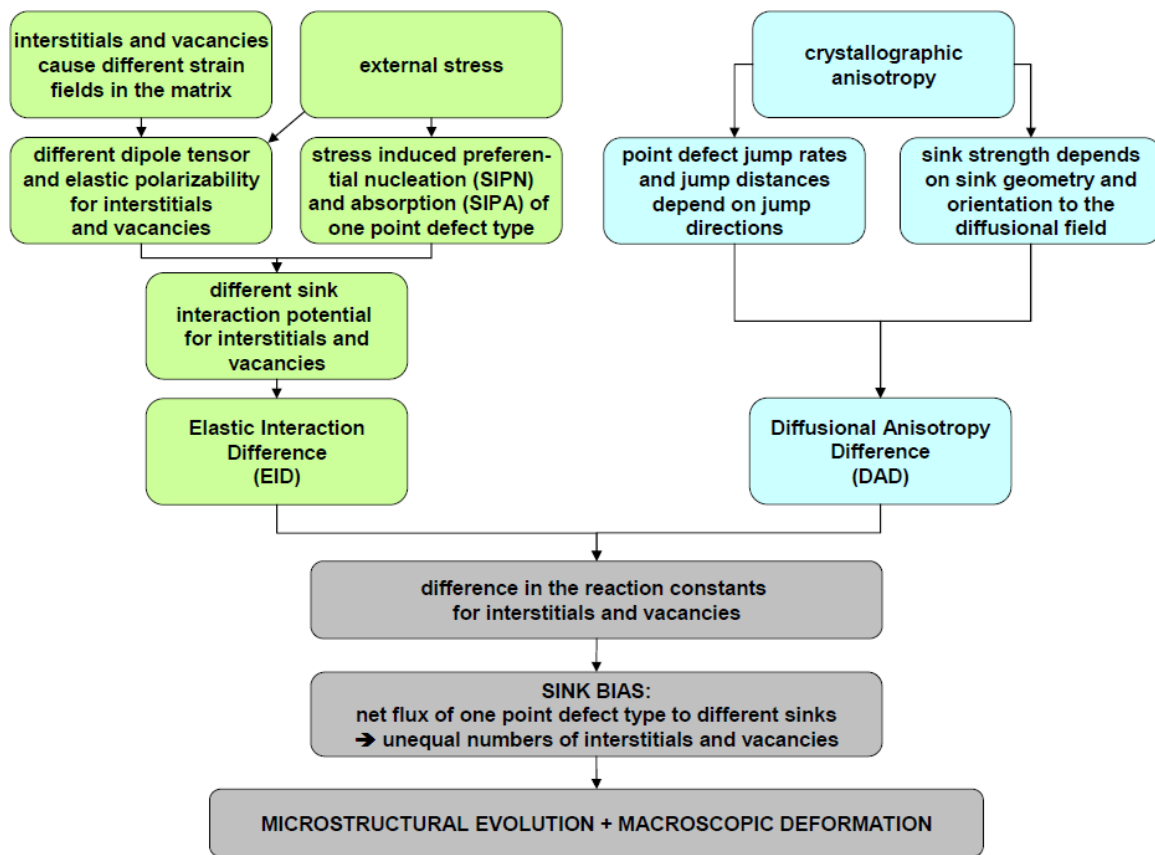 interstitials and vacancies
cause different strain
fields in the matrix
external stress
crystallographic
anisotropy
different dipole tensor
and elastic polarizability
for interstitials
and vacancies
stress induced preferen-
tial nucleation (SIPN)
and absorption (SIPA) of
one point defect type
point defect jump rates
and jump distances
depend on jump
directions
sink strength depends
on sink geometry and
orientation to the
diffusional field
different sink
interaction potential
for interstitials and
vacancies
Elastic Interaction
Difference
(EID)
Diffusional Anisotropy
Difference
(DAD)
difference in the reaction constants
for interstitials and vacancies
SINK BIAS:
net flux of one point defect type to different sinks
➔ unequal numbers of interstitials and vacancies
MICROSTRUCTURAL EVOLUTION + MACROSCOPIC DEFORMATION